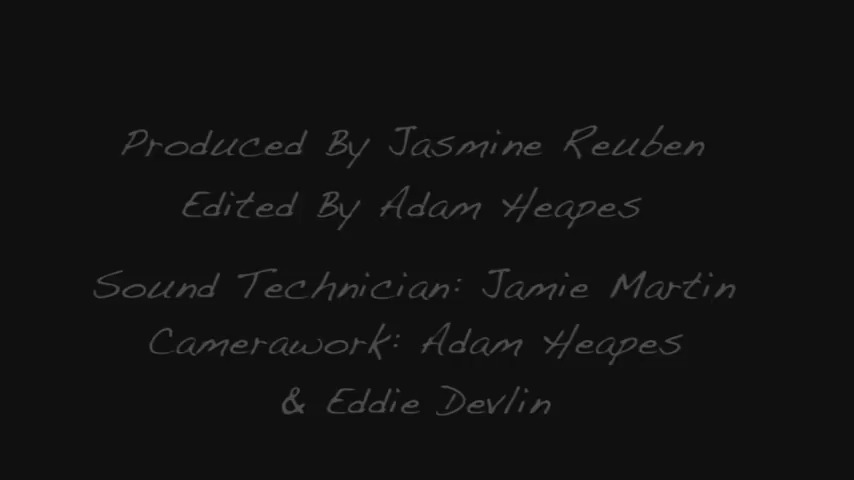 Produced By Jasmine Reuben
Edited By Adam Heapes
Sound Technician: Jamie Martin
Camerawork: Adam Heapes
& Eddie Devlin